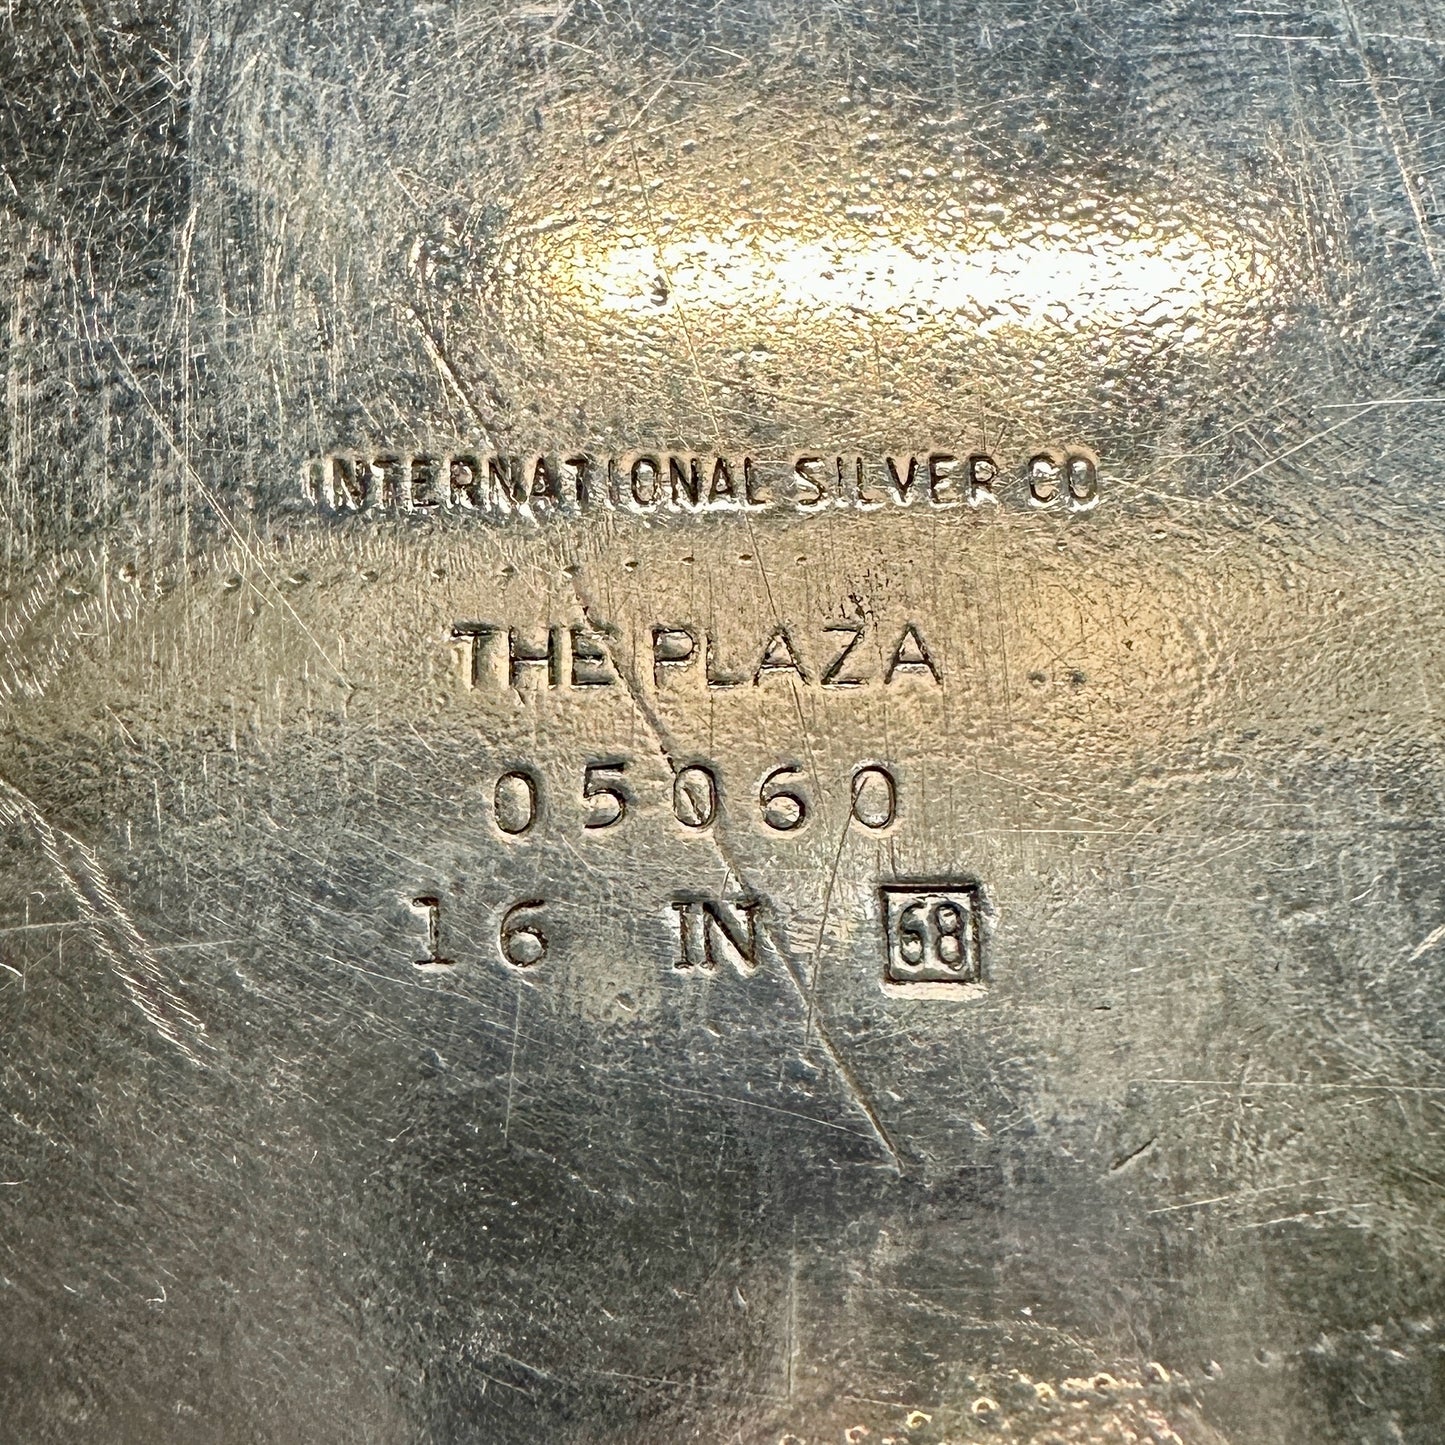 INTERNATIONAL SILVER CO
THE PLAZA
05060
16 IN 68